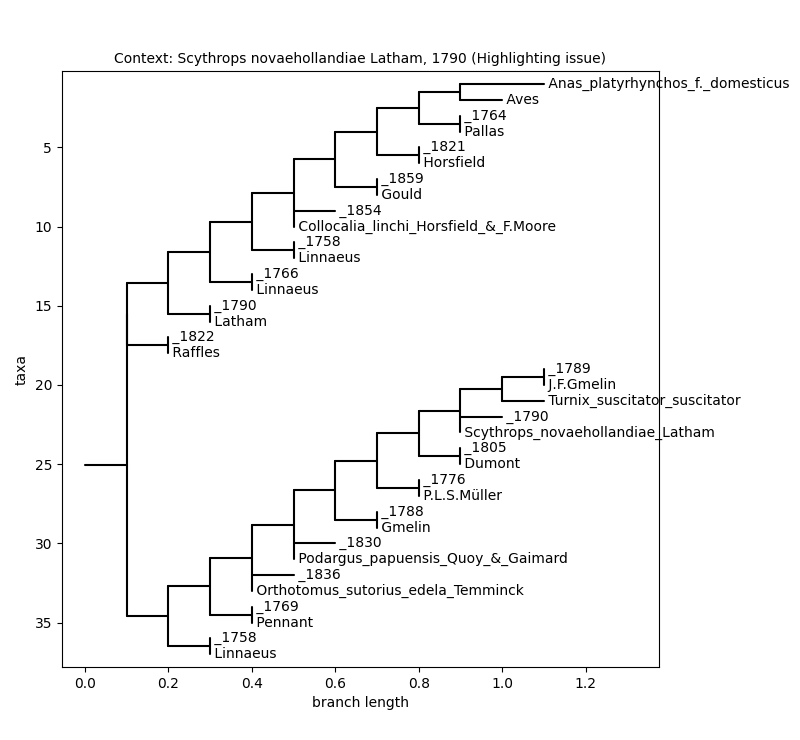 Context: Scythrops novaehollandiae Latham, 1790 (Highlighting issue)
Anas_platyrhynchos_f._domesticus
Aves
_1764
Pallas
_1821
Horsfield
_1859
Gould
_1854
Collocalia_linchi_Horsfield_&_F.Moore
_1758
Linnaeus
_1766
Linnaeus
_1790
Latham
_1822
Raffles
_1789
J.F.Gmelin
Turnix_suscitator_suscitator
_1790
Scythrops_novaehollandiae_Latham
_1805
Dumont
_1776
P.L.S.Müller
_1788
Gmelin
_1830
Podargus_papuensis_Quoy_&_Gaimard
_1836
Orthotomus_sutorius_edela_Temminck
_1769
Pennant
_1758
Linnaeus
5
10
15
20
25
30
35
taxa
0.0 0.2 0.4 0.6 0.8 1.0 1.2
branch length